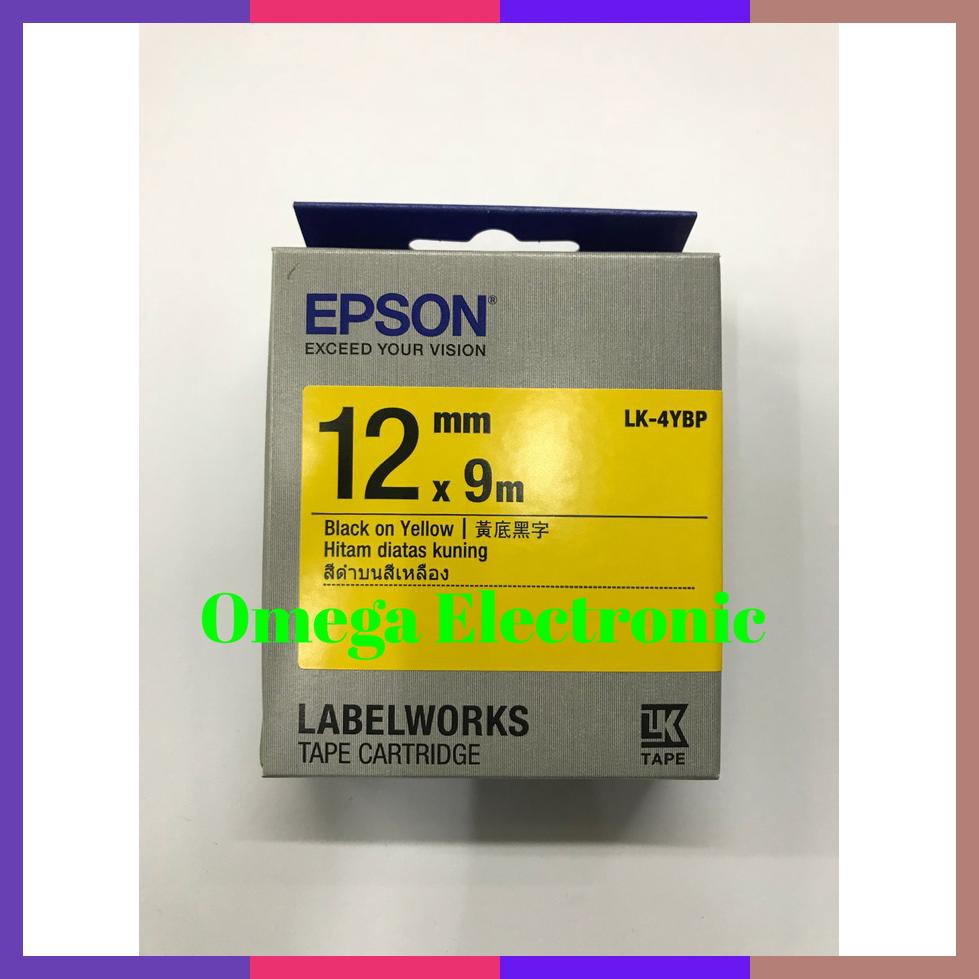 EPSON®
EXCEED YOUR VISION
12 mm x 9m
LK-4YBP
Black on Yellow | 黃底黑字
Hitam diatas kuning
สีดำบนสีเหลือง
Omega Electronic
LABELWORKS
TAPE CARTRIDGE
LK
TAPE